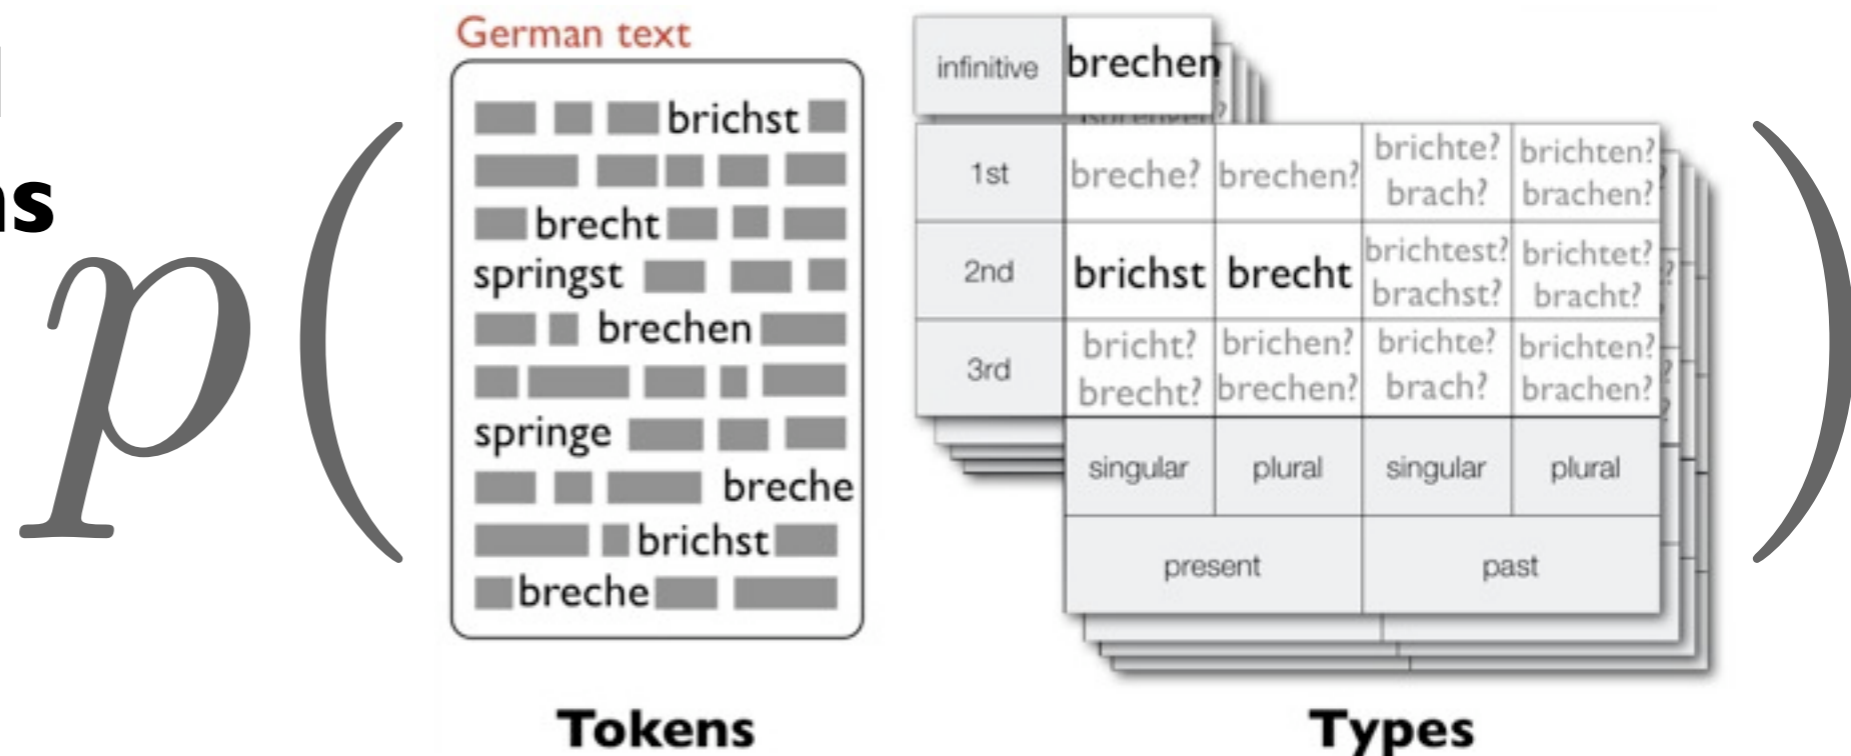 German text
brichst
brecht
springst
brechen
springe
breche
brichst
breche
Tokens
p(
infinitive brechen
1st breche? brechen? brichte? brach? brichten? brachen?
2nd brichst brecht brichtest? brachst? brichtet? bracht?
3rd bricht? brecht? brichen? brechen? brichte? brach? brichten? brachen?
singular plural singular plural
present past
Types
)